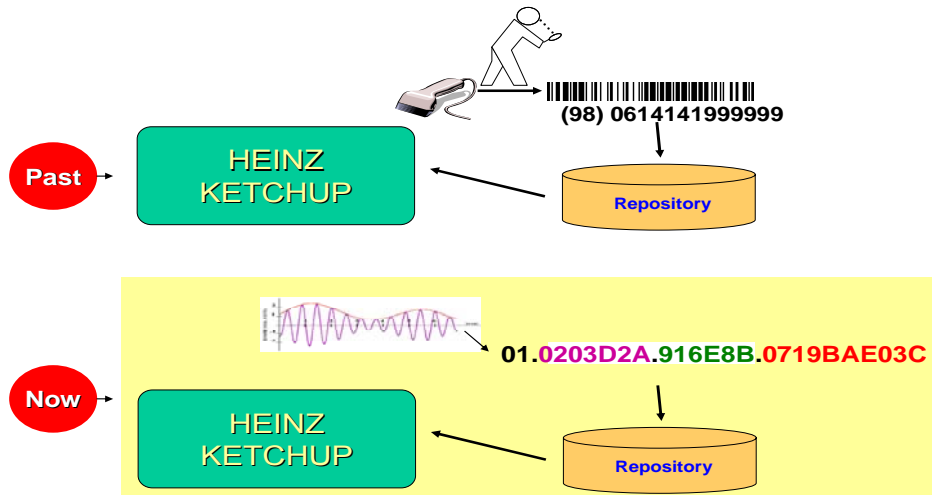 (98) 0614141999999
Past
HEINZ
KETCHUP
Repository
01.0203D2A.916E8B.0719BAE03C
Now
HEINZ
KETCHUP
Repository